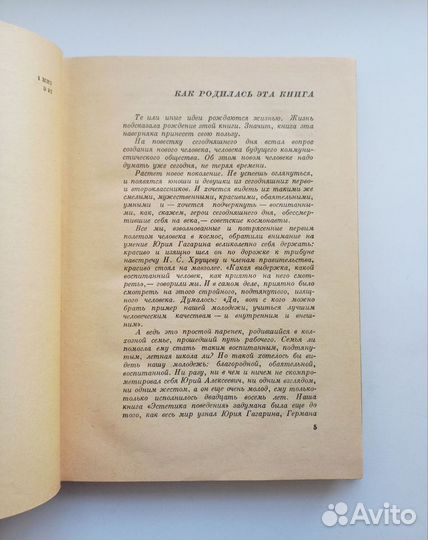 КАК РОДИЛАСЬ ЭТА КНИГА
Те или иные идеи рождаются жизнью. Жизнь
подсказала рождение этой книги. Значит, книга эта
наверняка принесет свою пользу.
На повестку сегодняшнего дня встал вопрос
создания нового человека, человека будущего комму-
нистического общества. Об этом новом человеке надо
думать уже сегодня, не теряя времени.
Растет новое поколение. Не успеешь оглянуться,
и появятся юноши и девушки из сегодняшних перво-
и второклассников. И хочется видеть их такими же
смелыми, мужественными, красивыми, обаятельными,
умными и — хочется подчеркнуть — воспитанны-
ми, как, скажем, герои сегодняшнего дня, обессмер-
тившие себя на века,— советские космонавты.
Все мы, взволнованные и потрясенные первым
полетом человека в космос, обратили внимание на
умение Юрия Гагарина великолепно себя держать:
красиво и изящно шел он по дорожке к трибуне
навстречу Н. С. Хрущеву и членам правительства,
красиво стоял на мавзолее. «Какая выдержка, какой
воспитанный человек, как приятно на него смот-
реть»,— говорили мы. И в самом деле, приятно было
смотреть на этого стройного, подтянутого, изящ-
ного человека. Думалось: «Да, вот с кого можно
брать пример нашей молодежи, учиться лучшим
человеческим качествам — и внутренним и внеш-
ним».
А ведь это простой паренек, родившийся в кол-
хозной семье, прошедший путь рабочего. Семья ли
помогла ему стать таким воспитанным, подтяну-
тым, летная школа ли? Но такой хотелось бы ви-
деть нашу молодежь: благородной, обаятельной,
воспитанной. Ни разу, ни в чем и ничем не скомпро-
метировал себя Юрий Алексеевич, ни одним взглядом,
ни одним жестом, а он еще очень молод, ему только-
только исполнилось двадцать восемь лет. Наша
книга «Эстетика поведения» задумана была еще до
того, как весь мир узнал Юрия Гагарина, Германа
5
Avito